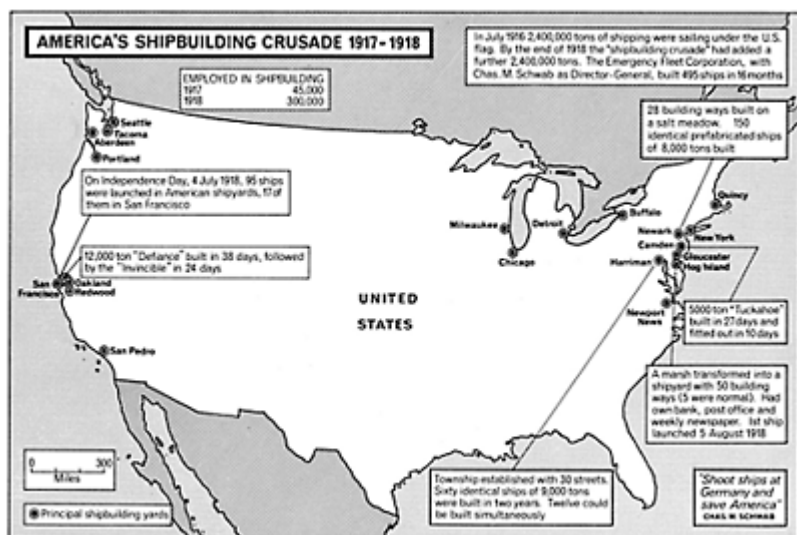 AMERICA'S SHIPBUILDING CRUSADE 1917-1918
In July 1916 2,400,000 tons of shipping were sailing under the U.S.
flag. By the end of 1918 the "shipbuilding crusade" had added a
further 2,400,000 tons. The Emergency Fleet Corporation, with
Chas. M. Schwab as Director-General, built 495 ships in 16 months
EMPLOYED IN SHIPBUILDING
1917 45,000
1918 300,000
28 building ways built on
a salt meadow. 150
identical prefabricated ships
of 8,000 tons built
Seattle
Tacoma
Aberdeen
Portland
On Independence Day, 4 July 1918, 95 ships
were launched in American shipyards, 17 of
them in San Francisco
12,000 ton "Defiance" built in 38 days, followed
by the "Invincible" in 24 days
San
Francisco
Oakland
Redwood
San Pedro
UNITED
STATES
Milwaukee
Chicago
Detroit
Buffalo
Quincy
Newark
New York
Camden
Gloucester
Hog Island
Harriman
Newport
News
5000 ton "Tuckahoe"
built in 27 days and
fitted out in 10 days
A marsh transformed into a
shipyard with 50 building
ways (5 were normal). Had
own bank, post office and
weekly newspaper. Ist ship
launched 5 August 1918
Township established with 30 streets.
Sixty identical ships of 9,000 tons
were built in two years. Twelve could
be built simultaneously
"Shoot ships at
Germany and
save America"
CHAS. M. SCHWAB
0 300
Miles
Principal shipbuilding yards